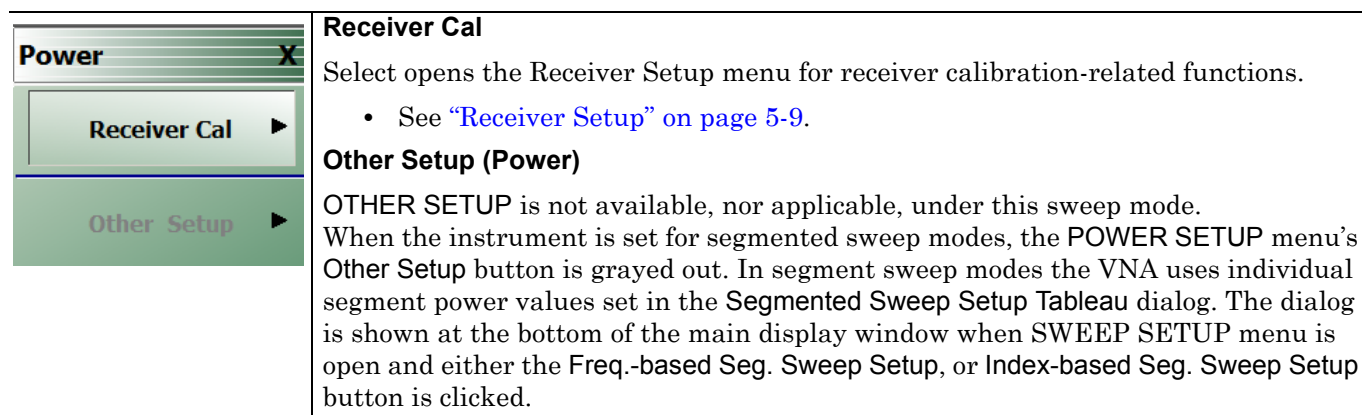 Power X
Receiver Cal
Other Setup
Receiver Cal
Select opens the Receiver Setup menu for receiver calibration-related functions.
• See “Receiver Setup” on page 5-9.
Other Setup (Power)
OTHER SETUP is not available, nor applicable, under this sweep mode.
When the instrument is set for segmented sweep modes, the POWER SETUP menu’s
Other Setup button is grayed out. In segment sweep modes the VNA uses individual
segment power values set in the Segmented Sweep Setup Tableau dialog. The dialog
is shown at the bottom of the main display window when SWEEP SETUP menu is
open and either the Freq.-based Seg. Sweep Setup, or Index-based Seg. Sweep Setup
button is clicked.